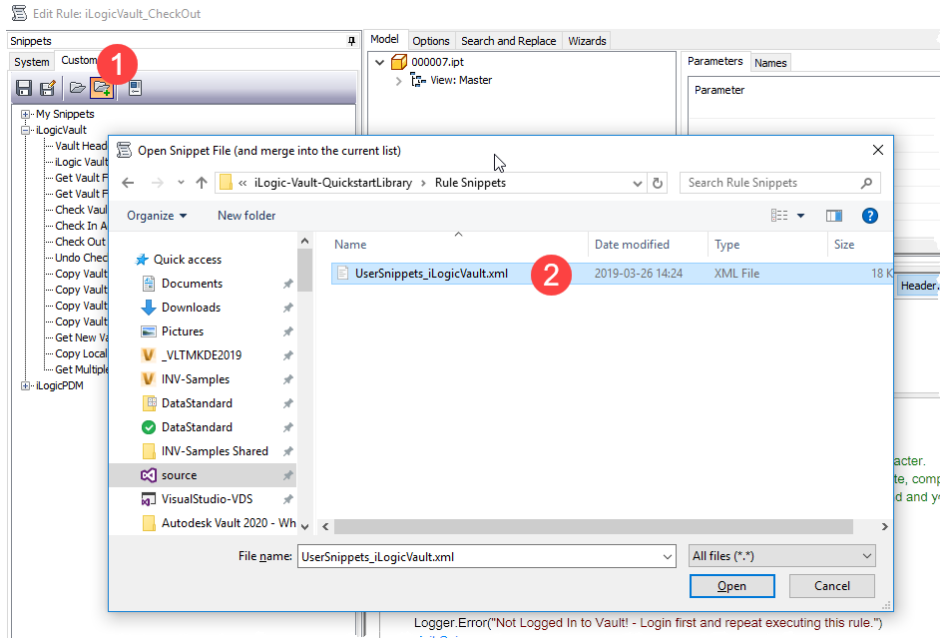 Edit Rule: iLogicVault_CheckOut
Snippets
System Custom
1
My Snippets
iLogicVault
Vault Head
iLogic Vault
Get Vault F
Get Vault F
Check Vaul
Check In A
Check Out
Undo Chec
Copy Vault
Copy Vault
Copy Vault
Copy Vault
Get New Va
Copy Local
Get Multiple
iLogicPDM
Model Options Search and Replace Wizards
000007.ipt
View: Master
Parameters Names
Parameter
Open Snippet File (and merge into the current list)
« iLogic-Vault-QuickstartLibrary › Rule Snippets
Search Rule Snippets
Organize New folder
Quick access
Documents
Downloads
Pictures
_VLTMKDE2019
INV-Samples
DataStandard
DataStandard
INV-Samples Shared
source
VisualStudio-VDS
Autodesk Vault 2020 - Wh
Name Date modified Type Size
UserSnippets_iLogicVault.xml 2 2019-03-26 14:24 XML File 18 K
File name: UserSnippets_iLogicVault.xml All files (*.*)
Open Cancel
Header.
acter.
te, comp
d and yo
Logger.Error("Not Logged In to Vault! - Login first and repeat executing this rule.")